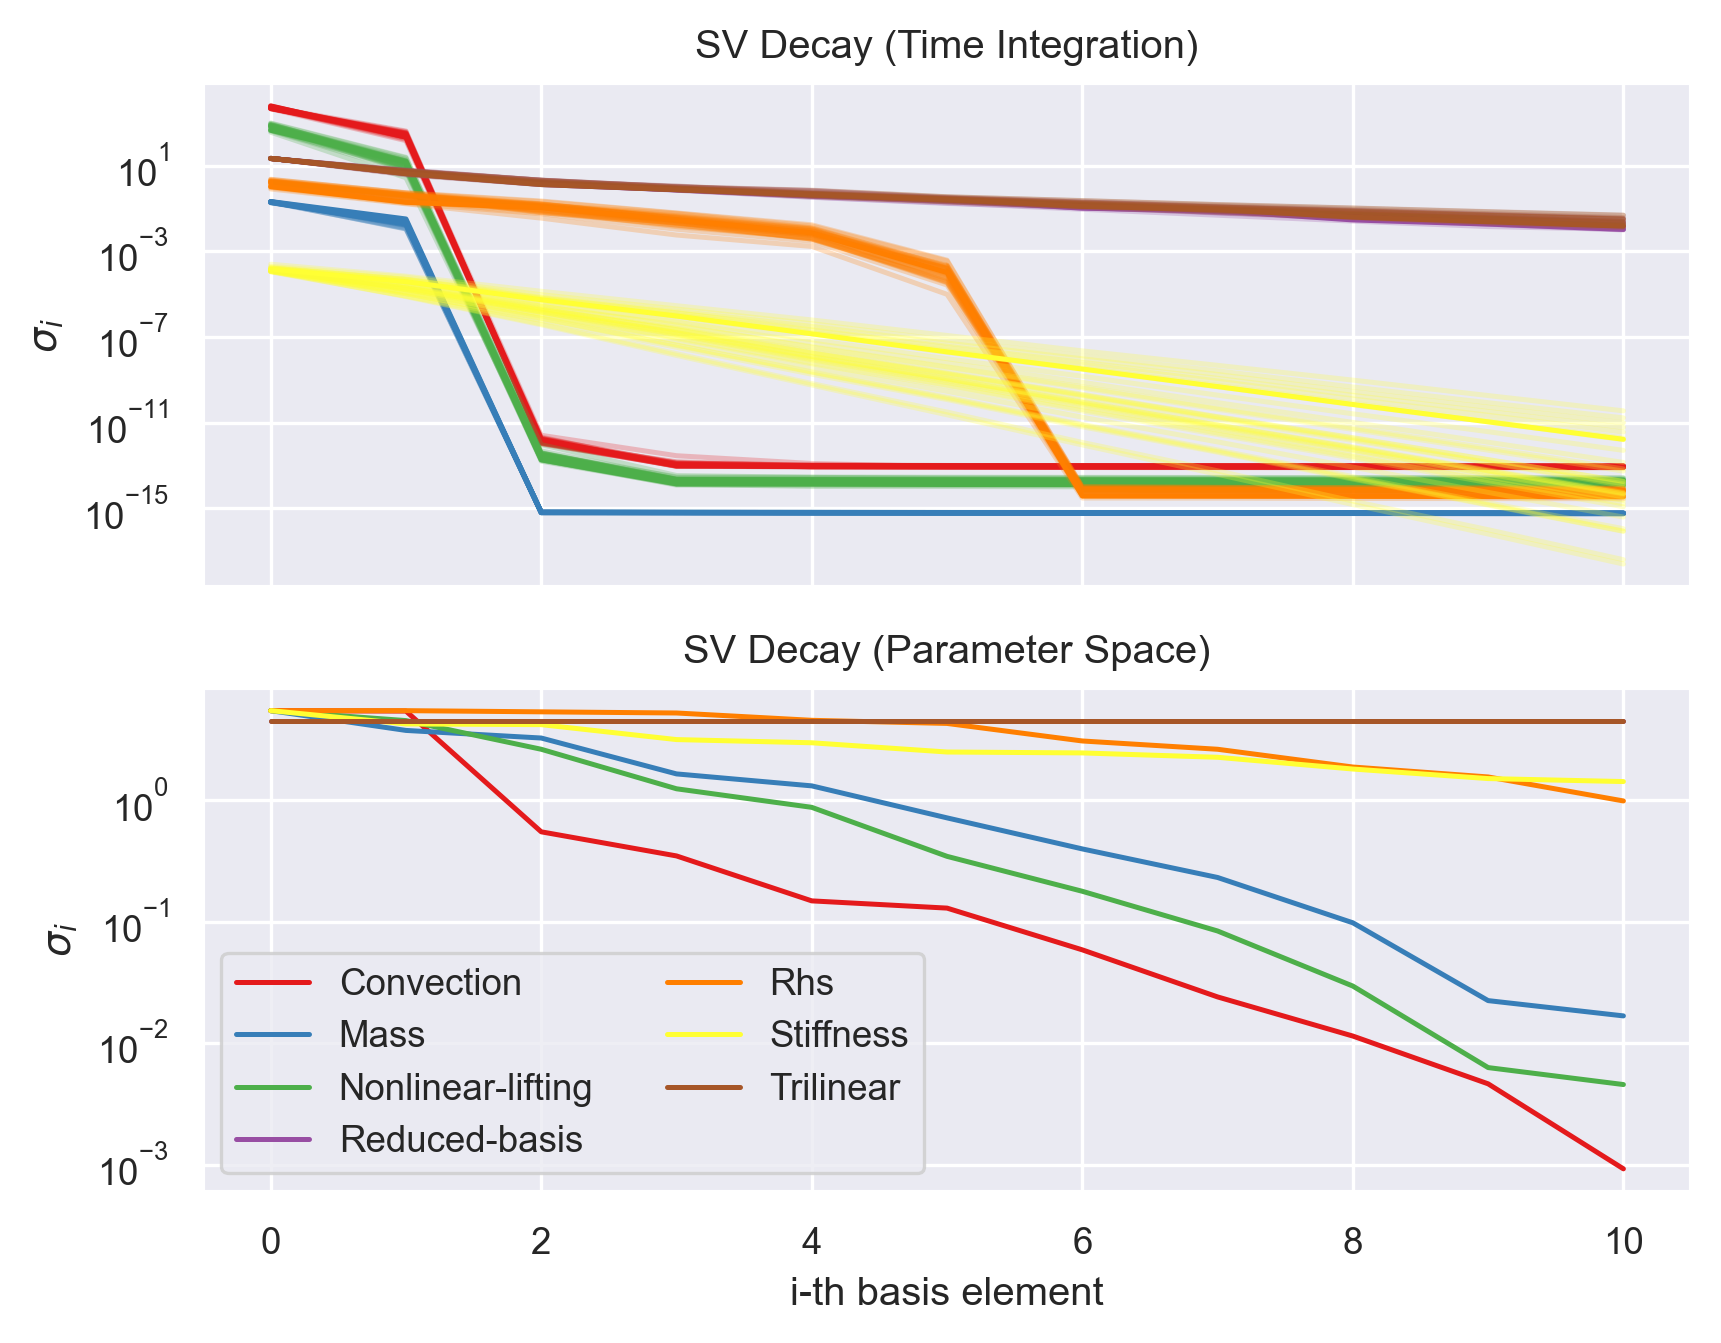 SV Decay (Time Integration)
10^1
10^−3
10^−7
10^−11
10^−15
σ_i
SV Decay (Parameter Space)
10^0
10^−1
10^−2
10^−3
σ_i
Convection
Mass
Nonlinear-lifting
Reduced-basis
Rhs
Stiffness
Trilinear
0 2 4 6 8 10
i-th basis element